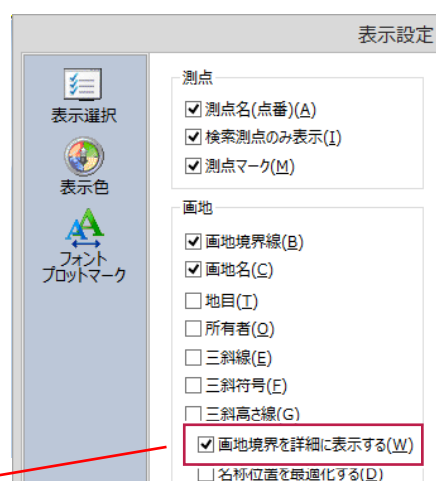 表示設定
表示選択
表示色
フォント
プロットマーク
測点
測点名(点番)(A)
検索測点のみ表示(I)
測点マーク(M)
画地
画地境界線(B)
画地名(C)
地目(T)
所有者(O)
三斜線(E)
三斜符号(F)
三斜高さ線(G)
画地境界を詳細に表示する(W)
名称位置を最適化する(D)